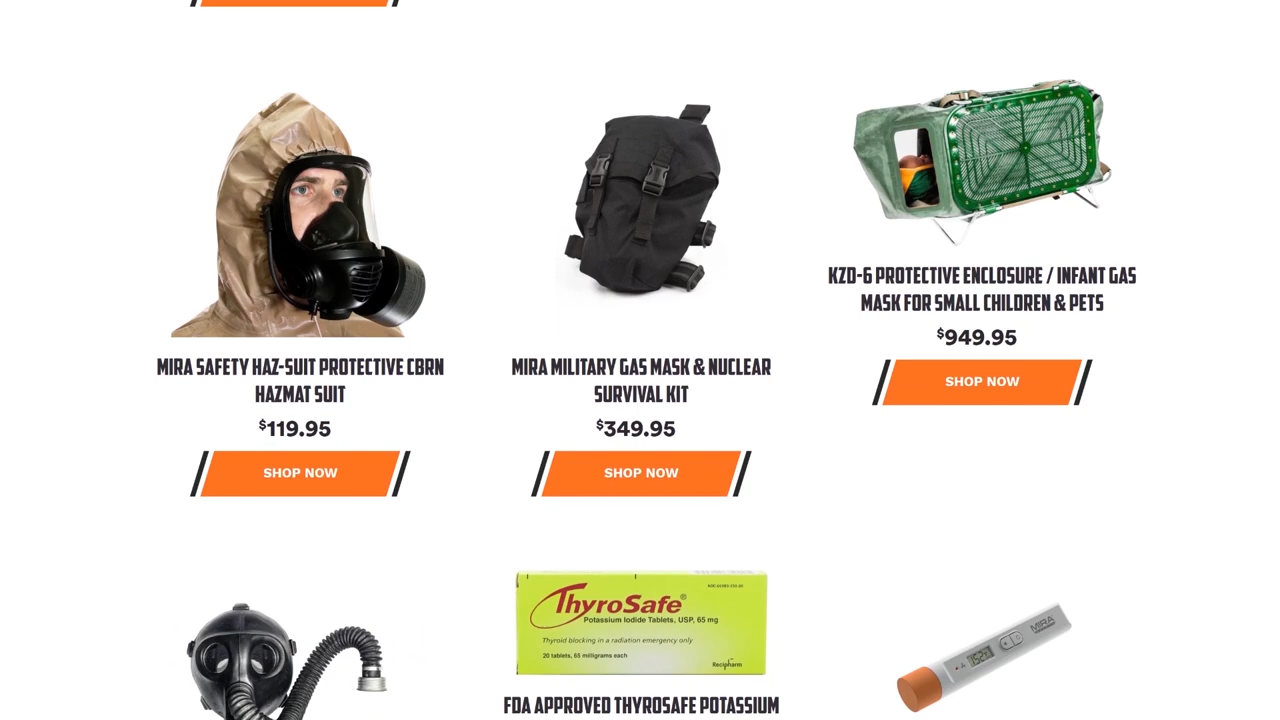 MIRA SAFETY HAZ-SUIT PROTECTIVE CBRN
HAZMAT SUIT
$119.95
SHOP NOW
MIRA MILITARY GAS MASK & NUCLEAR
SURVIVAL KIT
$349.95
SHOP NOW
KZD-6 PROTECTIVE ENCLOSURE / INFANT GAS
MASK FOR SMALL CHILDREN & PETS
$949.95
SHOP NOW
ThyroSafe®
Potassium Iodide Tablets, USP, 65 mg
Thyroid blocking in a radiation emergency only
20 tablets, 65 milligrams each
Recipharm
FDA APPROVED THYROSAFE POTASSIUM
MIRA